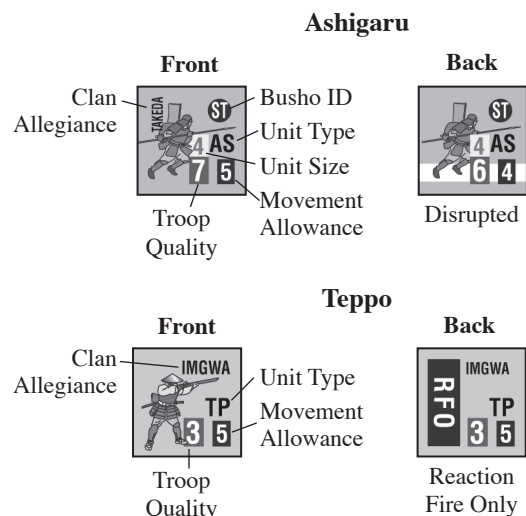 Ashigaru
Front
Back
Clan
Allegiance
TAKEDA
ST
Busho ID
AS
Unit Type
4
Unit Size
7 5
Movement
Allowance
Troop
Quality
ST
4 AS
6 4
Disrupted
Teppo
Front
Back
Clan
Allegiance
IMGWA
TP
Unit Type
3 5
Movement
Allowance
Troop
Quality
IMGWA
RFO
TP
3 5
Reaction
Fire Only